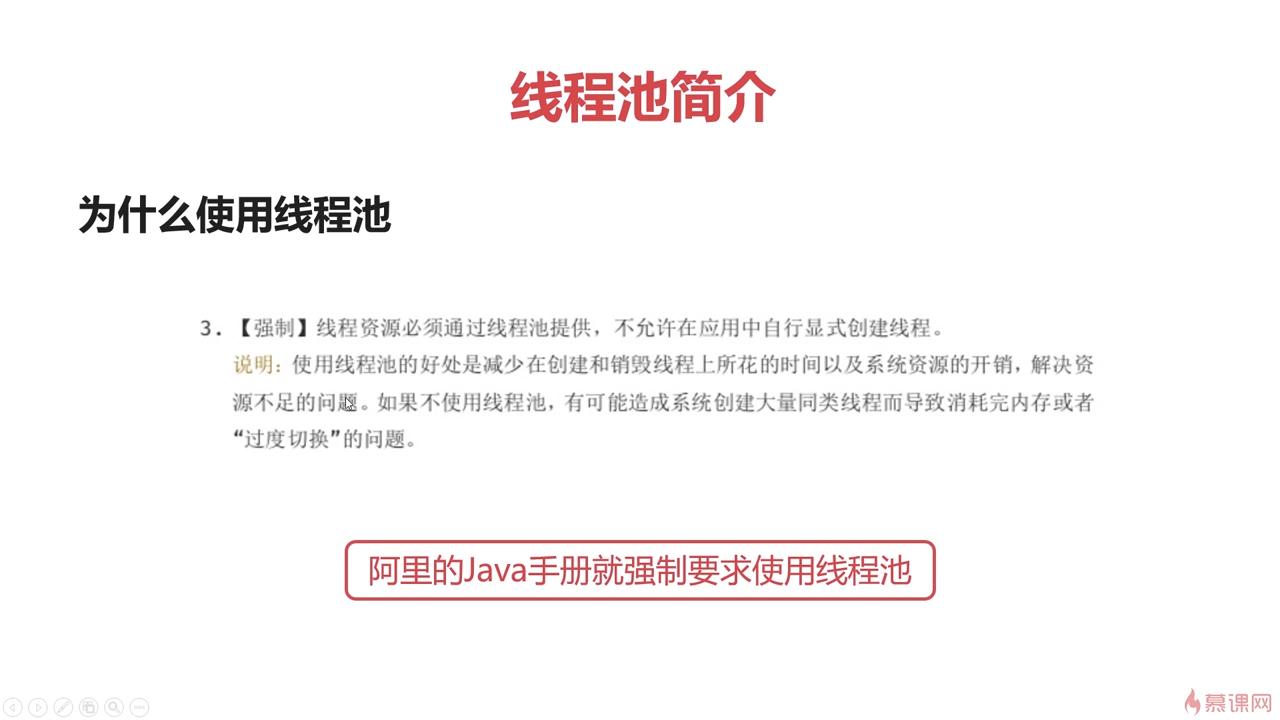 线程池简介
为什么使用线程池
3.【强制】线程资源必须通过线程池提供，不允许在应用中自行显式创建线程。
说明：使用线程池的好处是减少在创建和销毁线程上所花的时间以及系统资源的开销，解决资
源不足的问题。如果不使用线程池，有可能造成系统创建大量同类线程而导致消耗完内存或者
“过度切换”的问题。
阿里的Java手册就强制要求使用线程池
慕课网